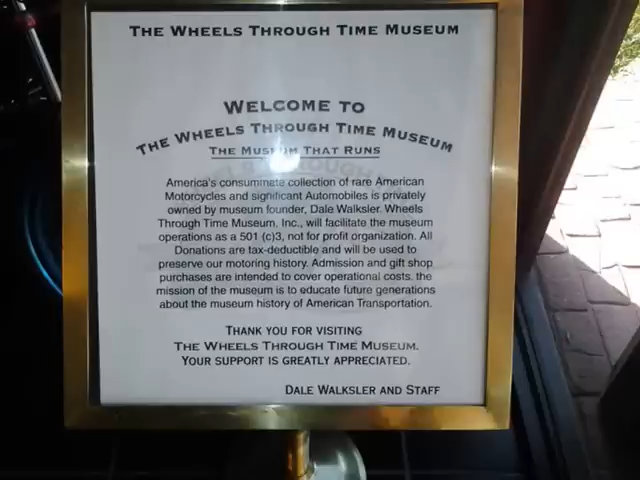 THE WHEELS THROUGH TIME MUSEUM
WELCOME TO
THE WHEELS THROUGH TIME MUSEUM
THE MUSEUM THAT RUNS
America's consummate collection of rare American
Motorcycles and significant Automobiles is privately
owned by museum founder, Dale Walksler. Wheels
Through Time Museum, Inc., will facilitate the museum
operations as a 501 (c)3, not for profit organization. All
Donations are tax-deductible and will be used to
preserve our motoring history. Admission and gift shop
purchases are intended to cover operational costs. the
mission of the museum is to educate future generations
about the museum history of American Transportation.
THANK YOU FOR VISITING
THE WHEELS THROUGH TIME MUSEUM.
YOUR SUPPORT IS GREATLY APPRECIATED.
DALE WALKSLER AND STAFF